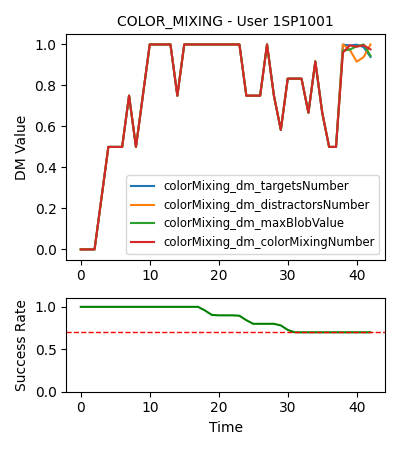 COLOR_MIXING - User 1SP1001
DM Value
1.0
0.8
0.6
0.4
0.2
0.0
colorMixing_dm_targetsNumber
colorMixing_dm_distractorsNumber
colorMixing_dm_maxBlobValue
colorMixing_dm_colorMixingNumber
0 10 20 30 40
Success Rate
1.0
0.5
0.0
0 10 20 30 40
Time